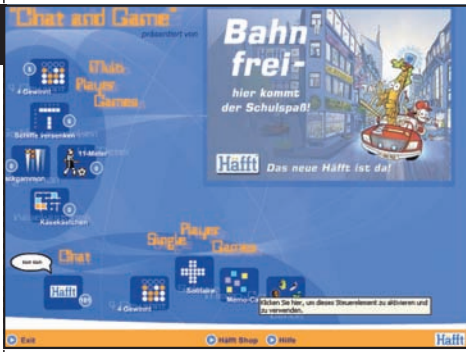 "Chat and Game"
präsentiert von
Bahn
frei-
hier kommt
der Schulspaß!
Häfft Das neue Häfft ist da!
Multi
Player
Games
4 Gewinnt
Schiffe versenken
11-Meter
Käsekästchen
Chat
Häfft
Single
Player
Games
4 Gewinnt
Solitaire
Klicken Sie hier, um dieses Steuerelement zu aktivieren und
zu verwenden.
Exit
Häfft Shop
Hilfe
Häfft